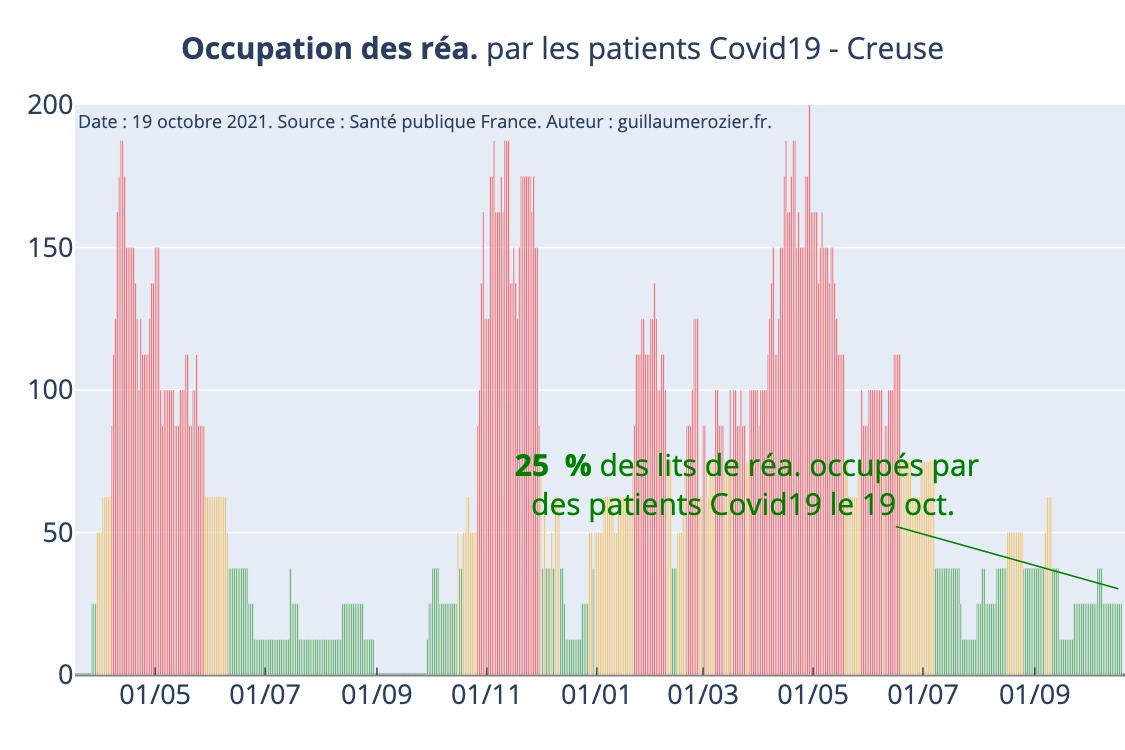 Occupation des réa. par les patients Covid19 - Creuse
200
Date : 19 octobre 2021. Source : Santé publique France. Auteur : guillaumerozier.fr.
150
100
25  % des lits de réa. occupés par
des patients Covid19 le 19 oct.
50
0
01/05 01/07 01/09 01/11 01/01 01/03 01/05 01/07 01/09